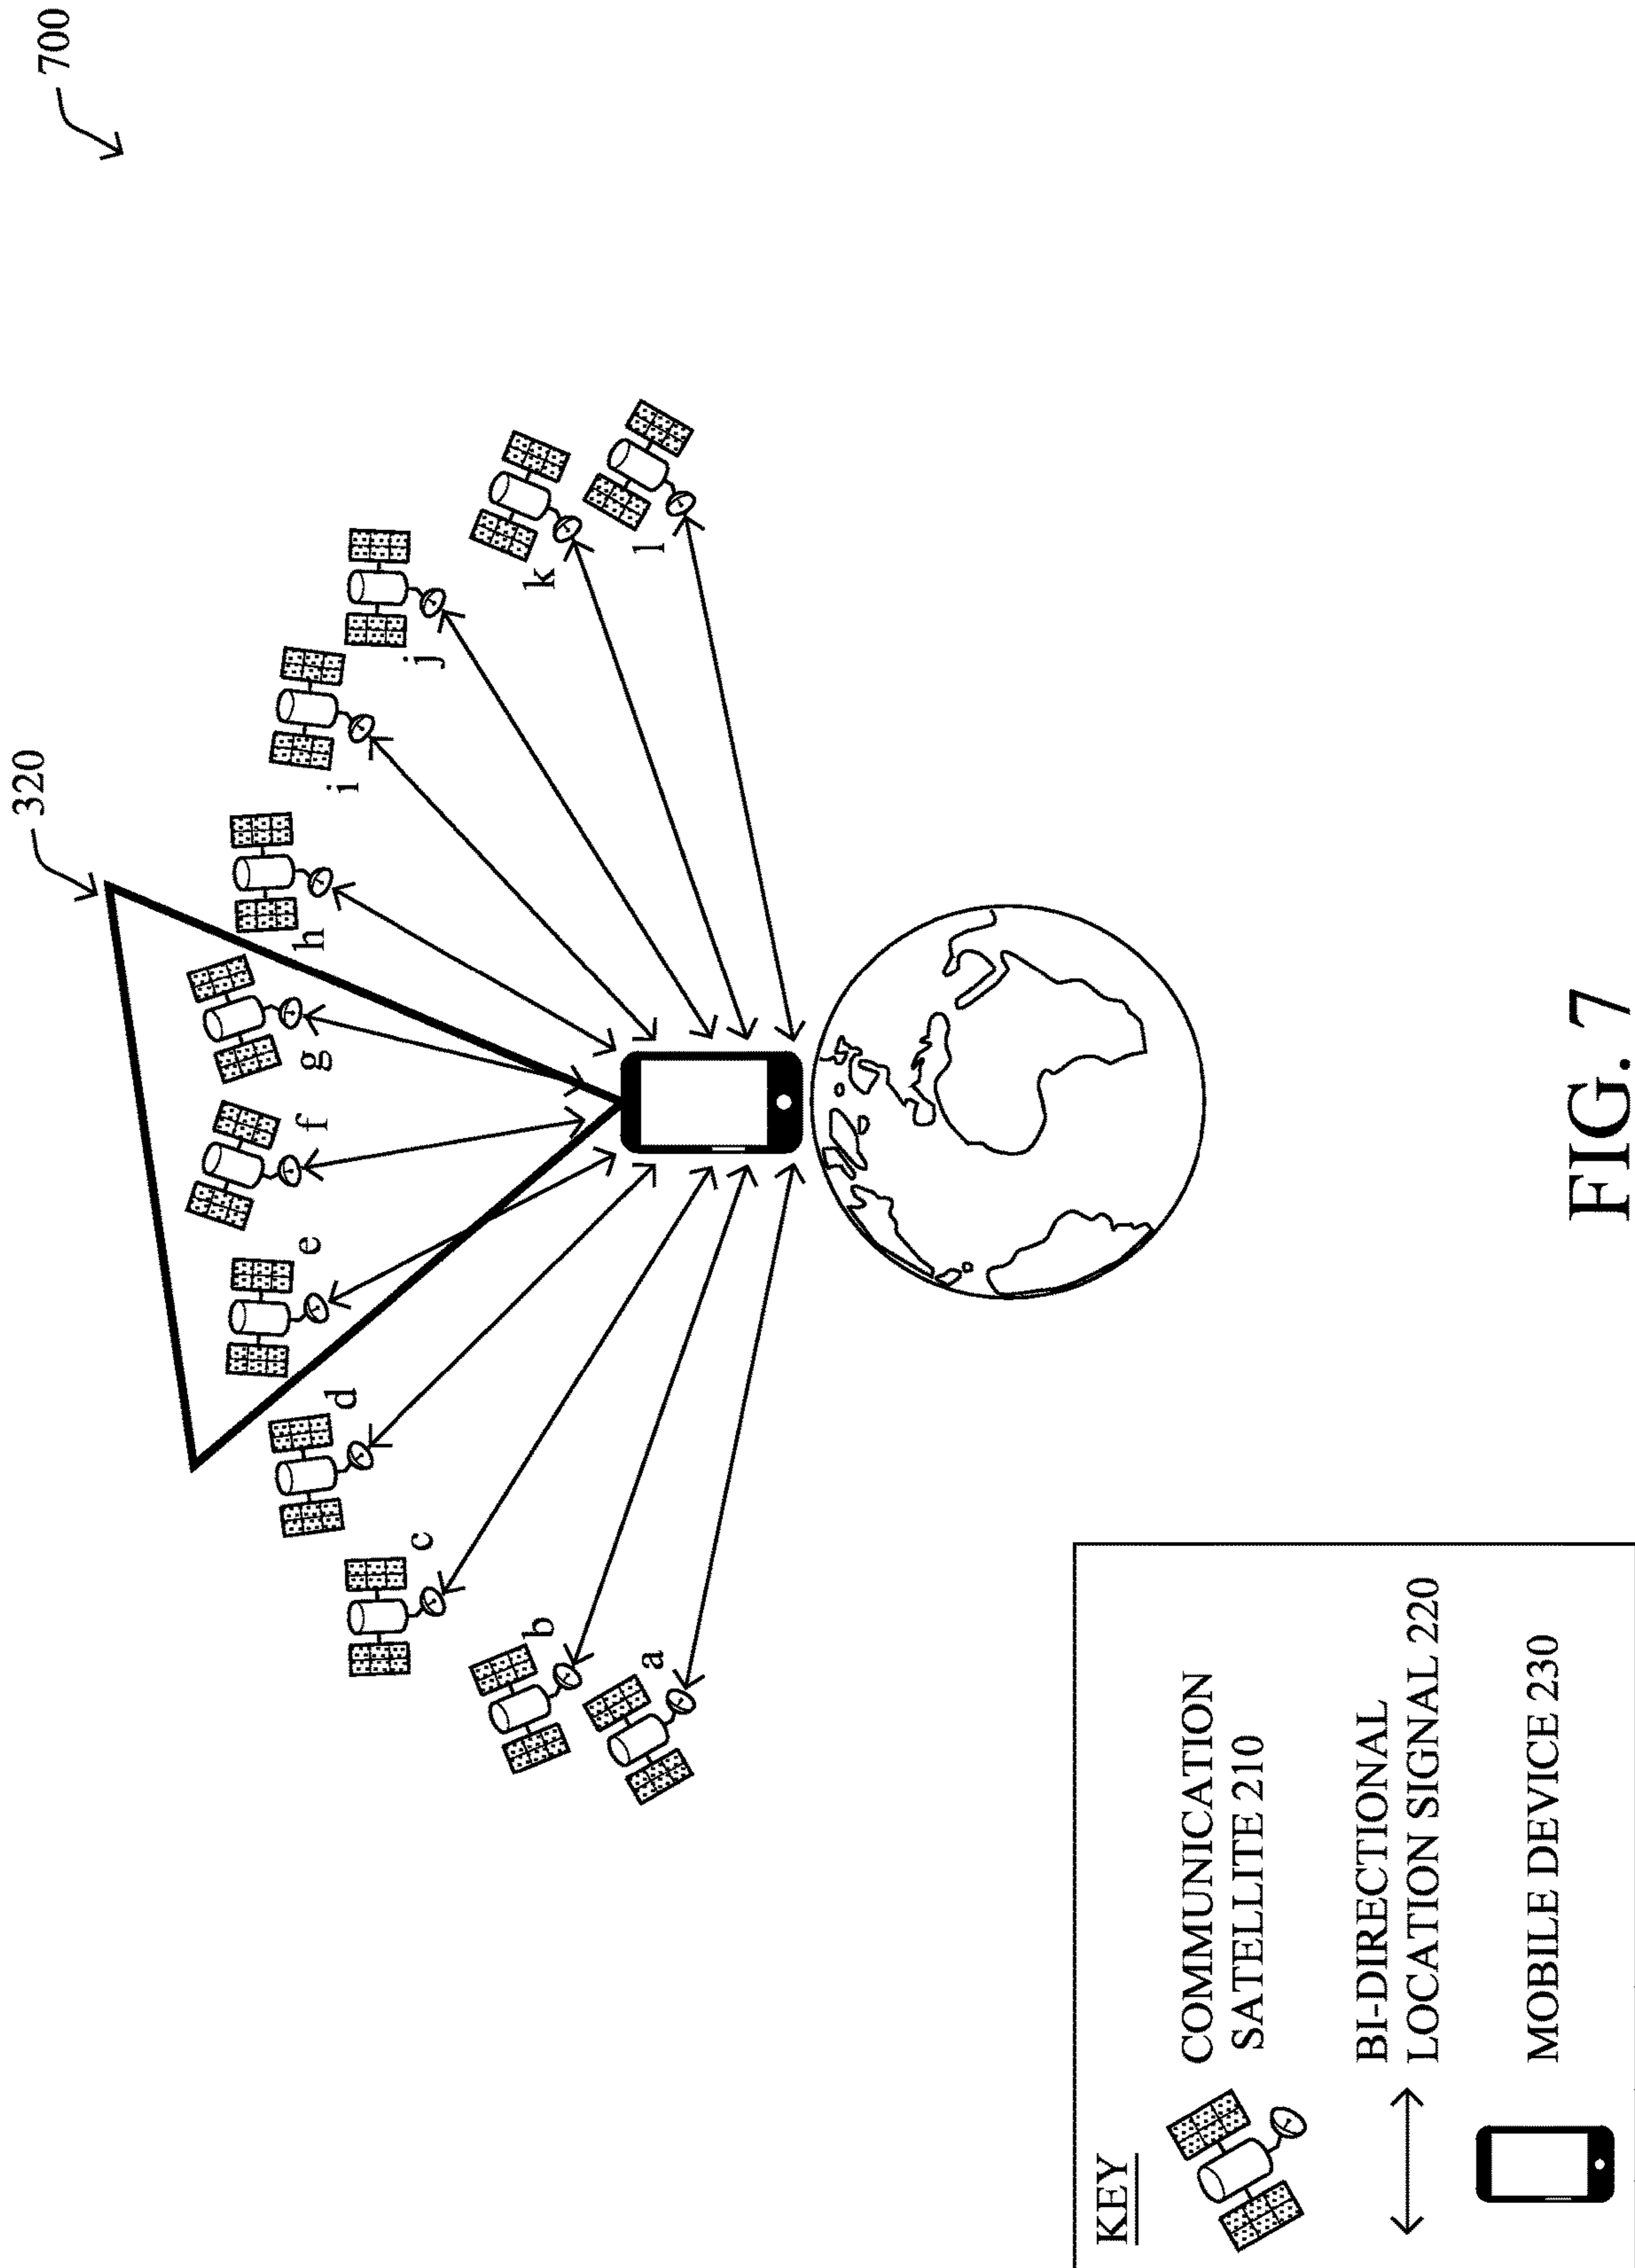 700
320
a
b
c
d
e
f
g
h
i
j
k
l
KEY
COMMUNICATION
SATELLITE 210
BI-DIRECTIONAL
LOCATION SIGNAL 220
MOBILE DEVICE 230
FIG. 7